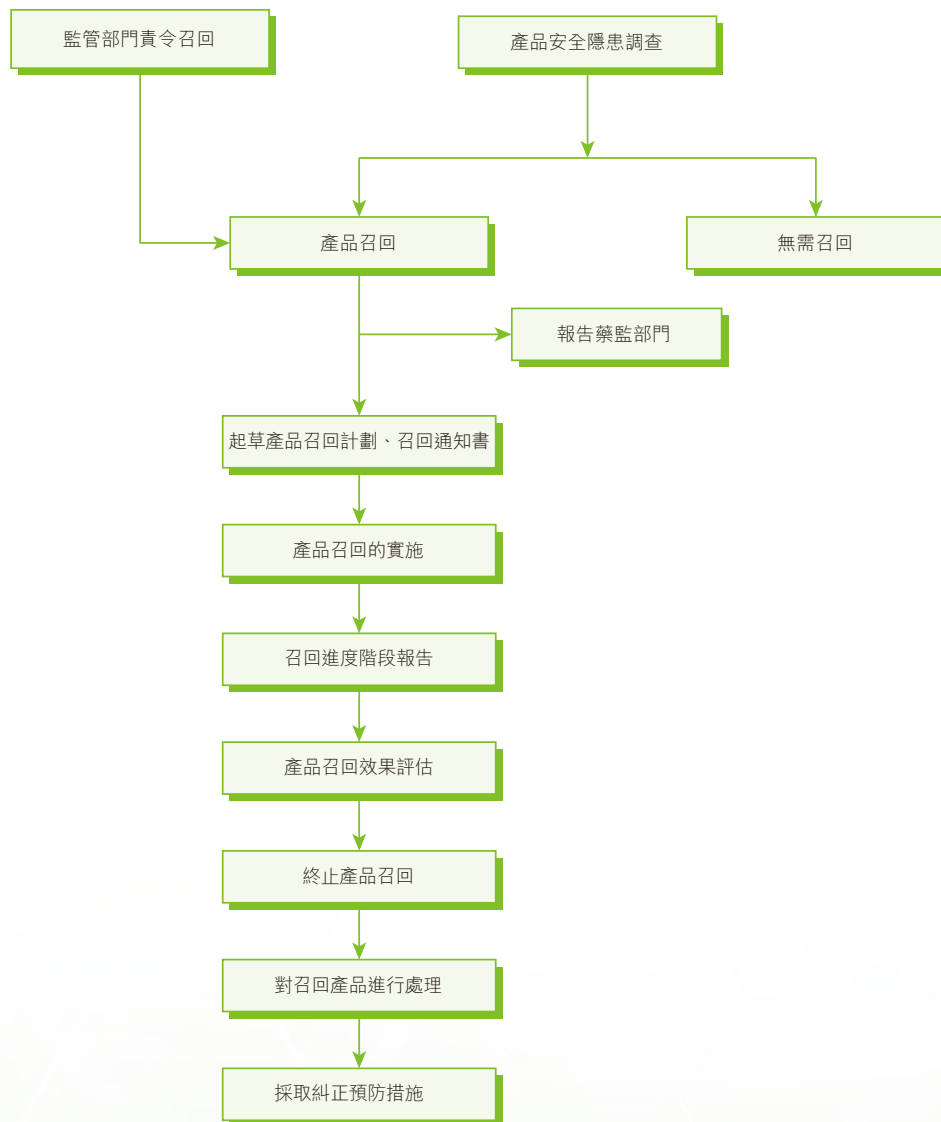 監管部門責令召回
產品安全隱患調查
產品召回
無需召回
報告藥監部門
起草產品召回計劃、召回通知書
產品召回的實施
召回進度階段報告
產品召回效果評估
終止產品召回
對召回產品進行處理
採取糾正預防措施